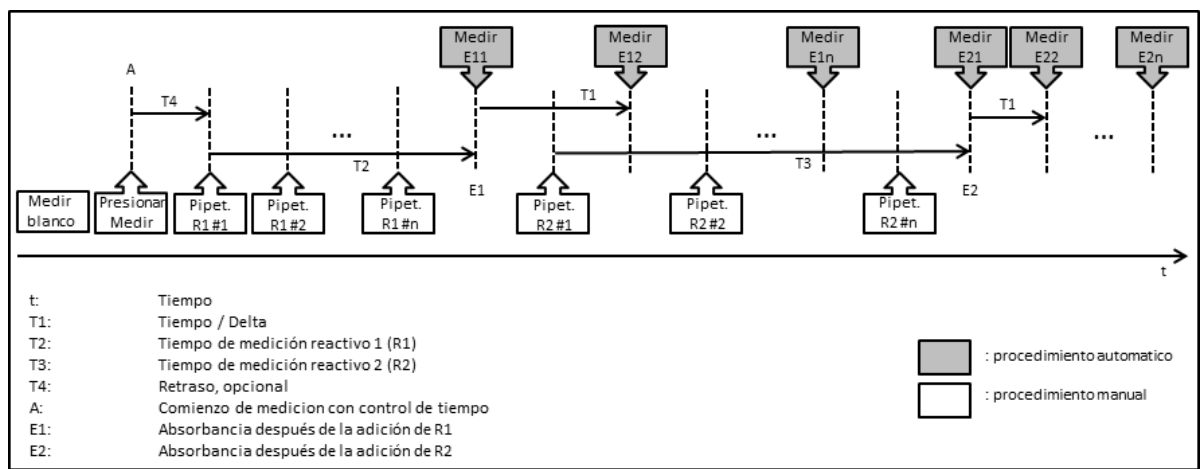 Medir E11
Medir E12
Medir E1n
Medir E21
Medir E22
Medir E2n
A
T4
T1
T1
...
...
...
T2
T3
E1
E2
Medir blanco
Presionar Medir
Pipet. R1#1
Pipet. R1#2
Pipet. R1#n
Pipet. R2#1
Pipet. R2#2
Pipet. R2#n
t
t: Tiempo
T1: Tiempo / Delta
T2: Tiempo de medición reactivo 1 (R1)
T3: Tiempo de medición reactivo 2 (R2)
T4: Retraso, opcional
A: Comienzo de medicion con control de tiempo
E1: Absorbancia después de la adición de R1
E2: Absorbancia después de la adición de R2
: procedimiento automatico
: procedimiento manual